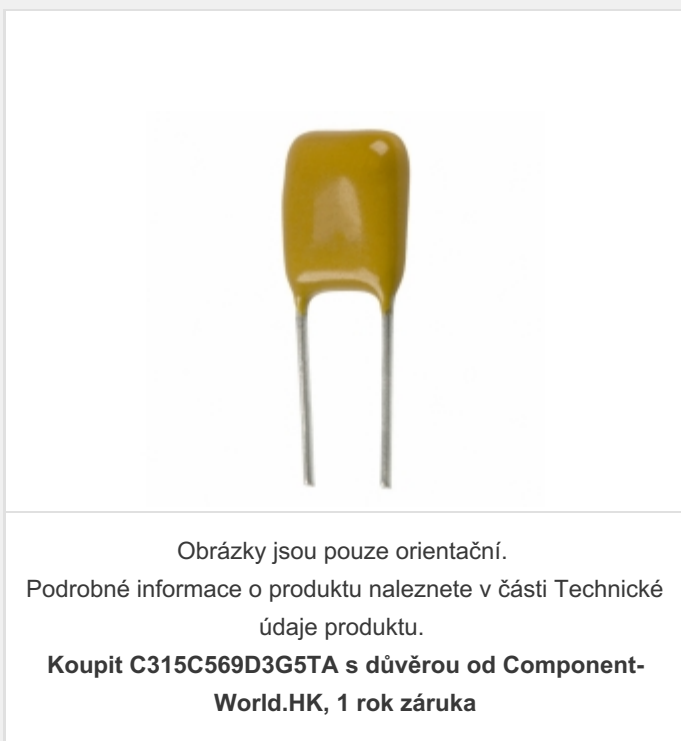 Obrázky jsou pouze orientační.
Podrobné informace o produktu naleznete v části Technické
údaje produktu.
Koupit C315C569D3G5TA s důvěrou od Component-
World.HK, 1 rok záruka